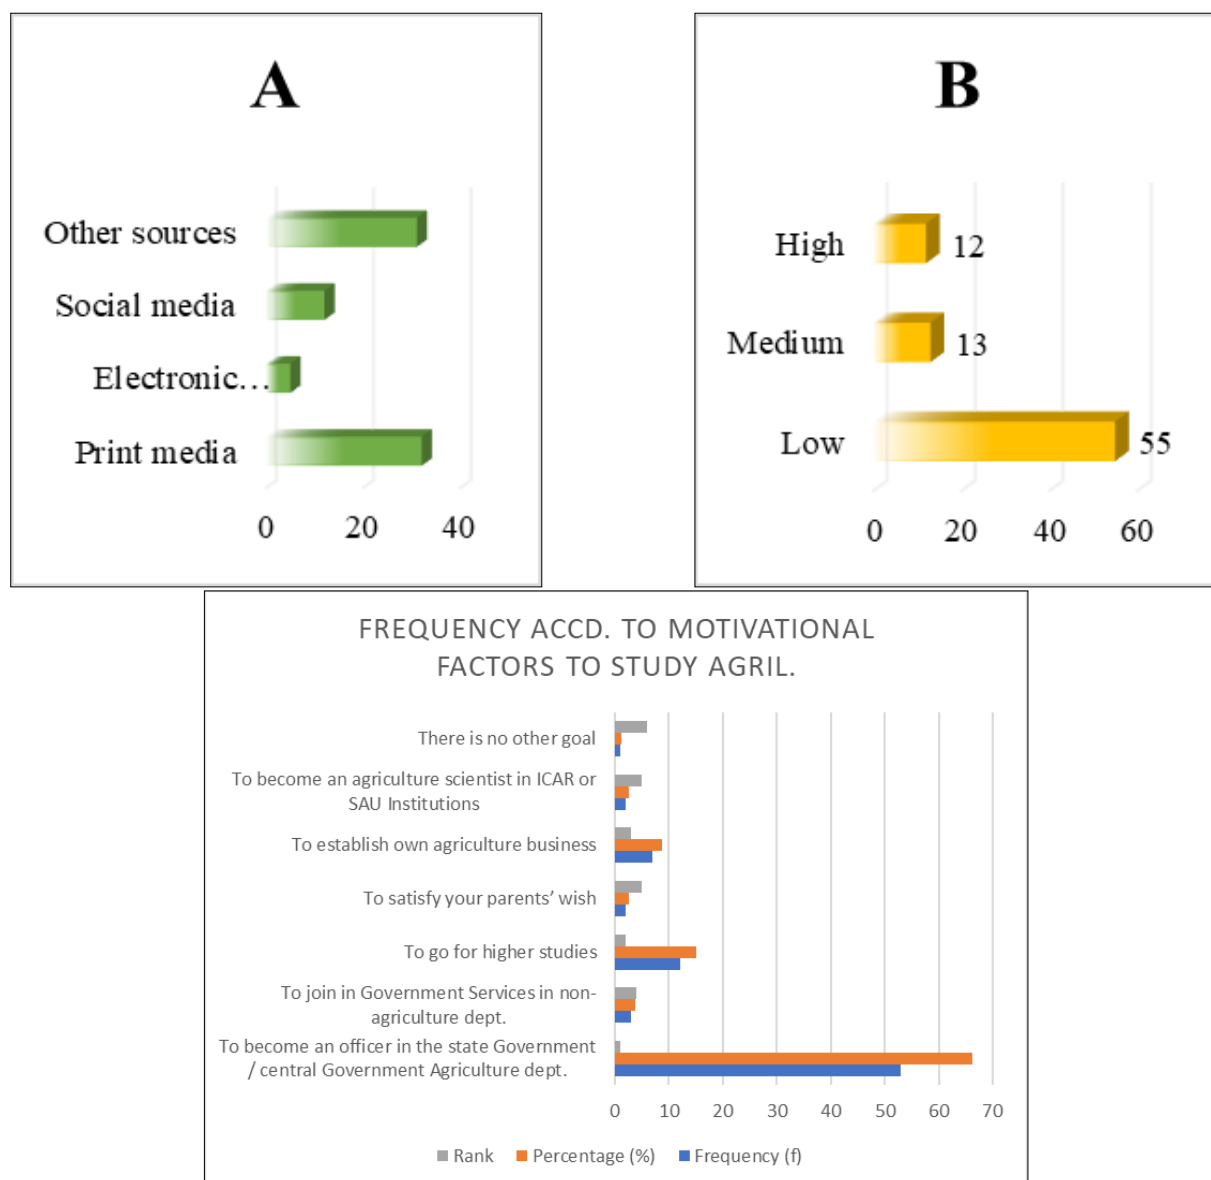 A
Other sources
Social media
Electronic...
Print media
0 20 40
B
High 12
Medium 13
Low 55
0 20 40 60
FREQUENCY ACCD. TO MOTIVATIONAL
FACTORS TO STUDY AGRIL.
There is no other goal
To become an agriculture scientist in ICAR or
SAU Institutions
To establish own agriculture business
To satisfy your parents’ wish
To go for higher studies
To join in Government Services in non-
agriculture dept.
To become an officer in the state Government
/ central Government Agriculture dept.
0 10 20 30 40 50 60 70
Rank Percentage (%) Frequency (f)